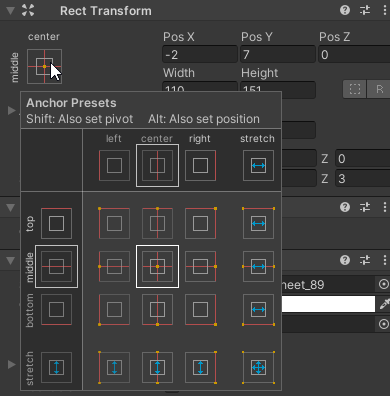 Rect Transform
center
middle
Pos X Pos Y Pos Z
-2 7 0
Width Height
110 151
R
Anchor Presets
Shift: Also set pivot Alt: Also set position
left center right stretch
Z 0
Z 3
top
middle
bottom
stretch
heet_89